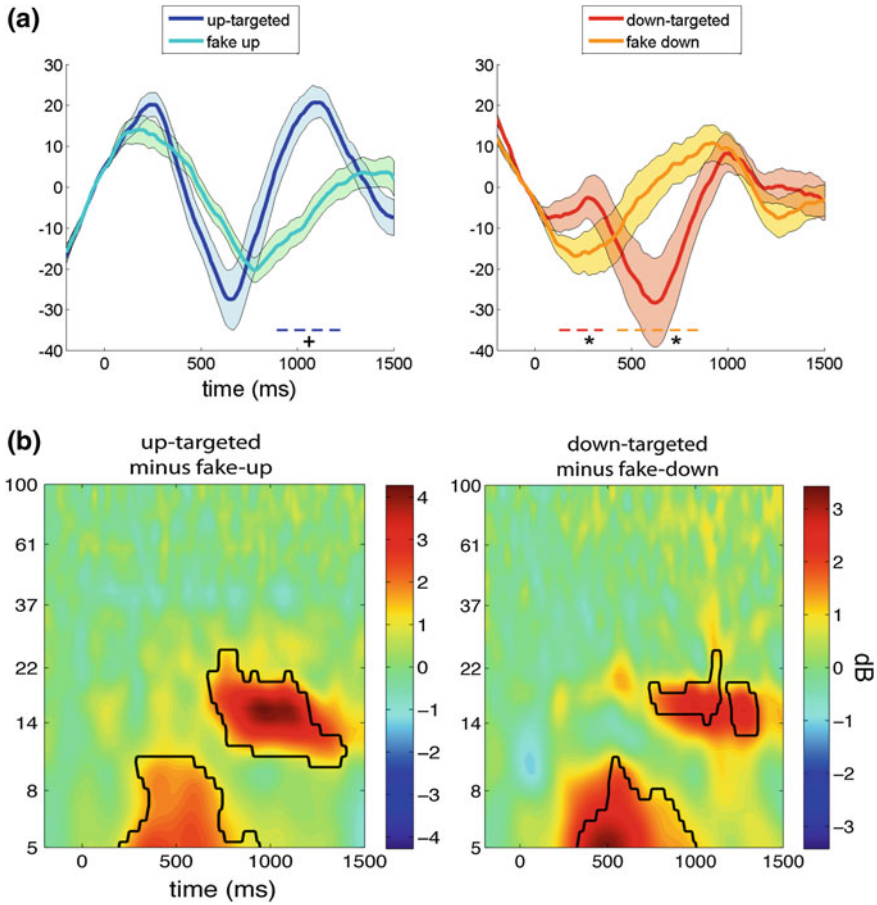 (a)
up-targeted
fake up
down-targeted
fake down
30
20
10
0
-10
-20
-30
-40
0 500 1000 1500
time (ms)
+
30
20
10
0
-10
-20
-30
-40
0 500 1000 1500
* *
(b)
up-targeted
minus fake-up
down-targeted
minus fake-down
100
61
37
22
14
8
5
0 500 1000 1500
time (ms)
4
3
2
1
0
−1
−2
−3
−4
100
61
37
22
14
8
5
0 500 1000 1500
3
2
1
0
−1
−2
−3
dB